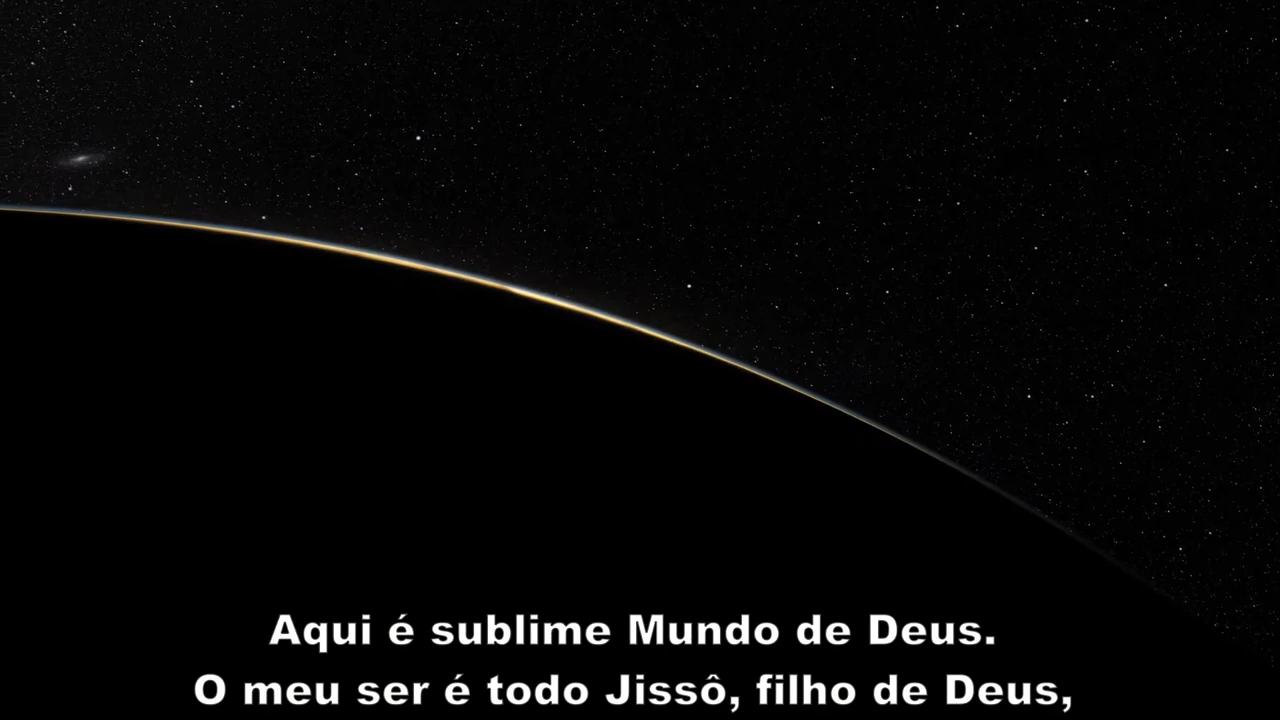 Aqui é sublime Mundo de Deus.
O meu ser é todo Jissô, filho de Deus,